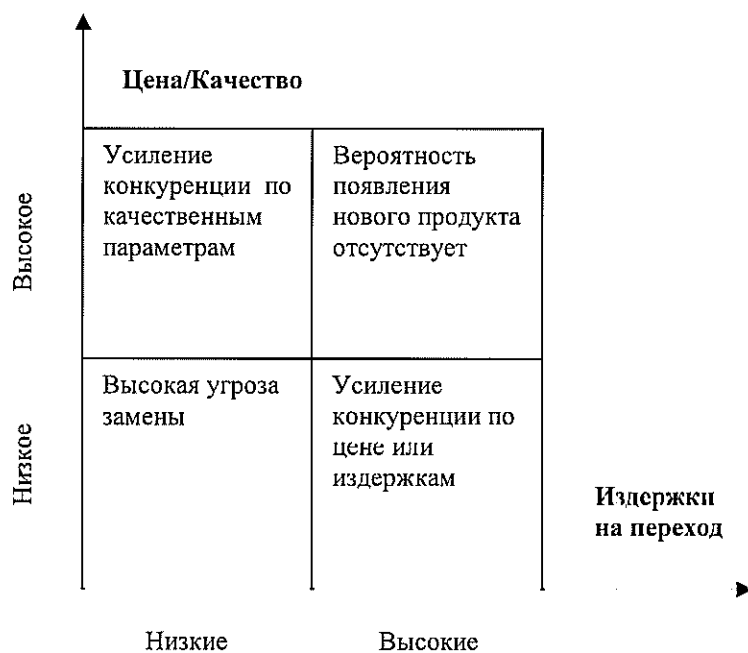 Цена/Качество
Усиление
конкуренции по
качественным
параметрам
Вероятность
появления
нового продукта
отсутствует
Высокое
Высокая угроза
замены
Усиление
конкуренции по
цене или
издержкам
Низкое
Издержки
на переход
Низкие
Высокие